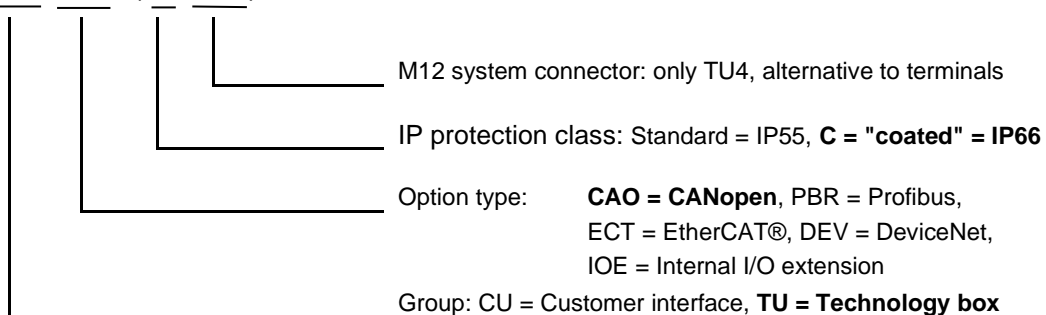 M12 system connector: only TU4, alternative to terminals
IP protection class: Standard = IP55, C = "coated" = IP66
Option type: CAO = CANopen, PBR = Profibus,
ECT = EtherCAT®, DEV = DeviceNet,
IOE = Internal I/O extension
Group: CU = Customer interface, TU = Technology box